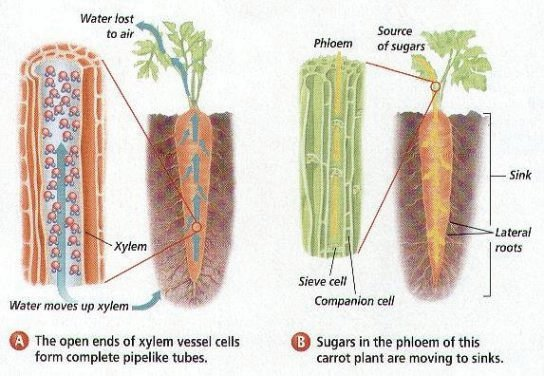 Water lost
to air
Xylem
Water moves up xylem
A The open ends of xylem vessel cells
form complete pipelike tubes.
Phloem
Source
of sugars
Sink
Lateral
roots
Sieve cell
Companion cell
B Sugars in the phloem of this
carrot plant are moving to sinks.